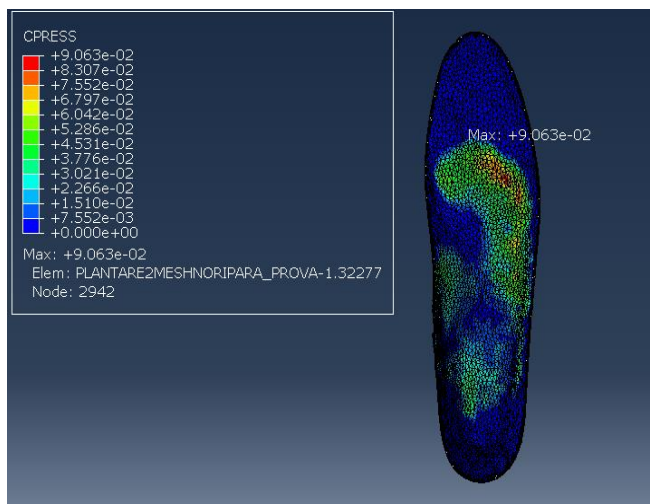 CPRESS
+9.063e-02
+8.307e-02
+7.552e-02
+6.797e-02
+6.042e-02
+5.286e-02
+4.531e-02
+3.776e-02
+3.021e-02
+2.266e-02
+1.510e-02
+7.552e-03
+0.000e+00
Max: +9.063e-02
Elem: PLANTARE2MESHNORIPARA_PROVA-1.32277
Node: 2942
Max: +9.063e-02